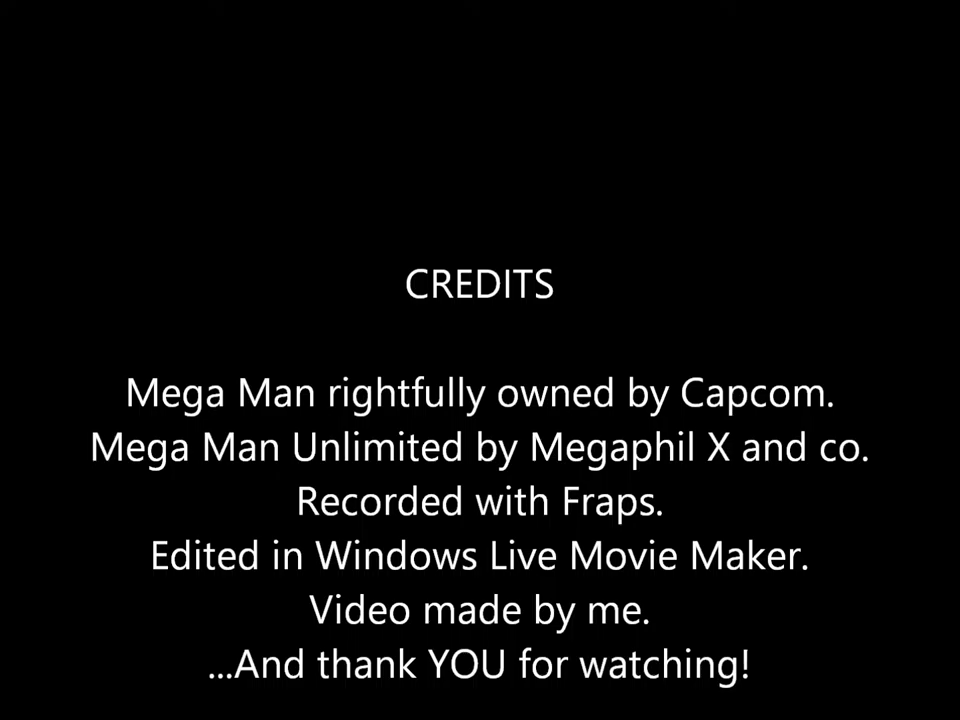 CREDITS
Mega Man rightfully owned by Capcom.
Mega Man Unlimited by Megaphil X and co.
Recorded with Fraps.
Edited in Windows Live Movie Maker.
Video made by me.
...And thank YOU for watching!